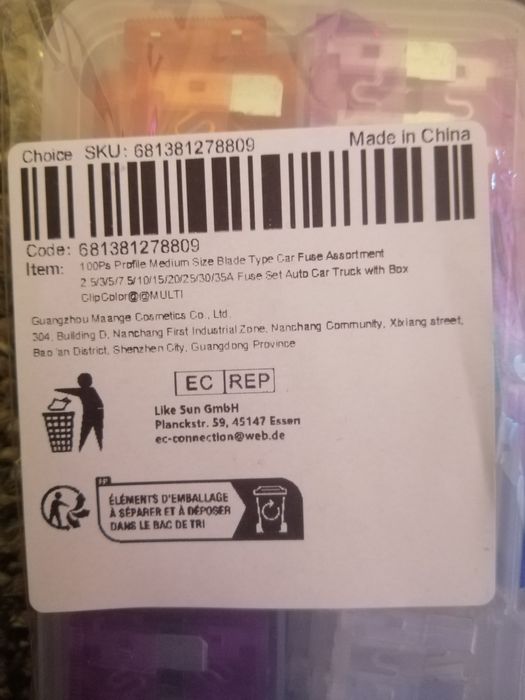 Choice SKU: 681381278809 Made in China
Code: 681381278809
Item: 100Ps Profile Medium Size Blade Type Car Fuse Assortment
2 5/3/5/7 5/10/15/20/25/30/35A Fuse Set Auto Car Truck with Box
ClipColor@@MULTI
Guangzhou Maange Cosmetics Co., Ltd.
304, Building D, Nanchang First Industrial Zone, Nanchang Community, Xixiang street,
Bao'an District, Shenzhen City, Guangdong Province
EC REP
Like Sun GmbH
Planckstr. 59, 45147 Essen
ec-connection@web.de
FR
ÉLÉMENTS D'EMBALLAGE
À SÉPARER ET À DÉPOSER
DANS LE BAC DE TRI